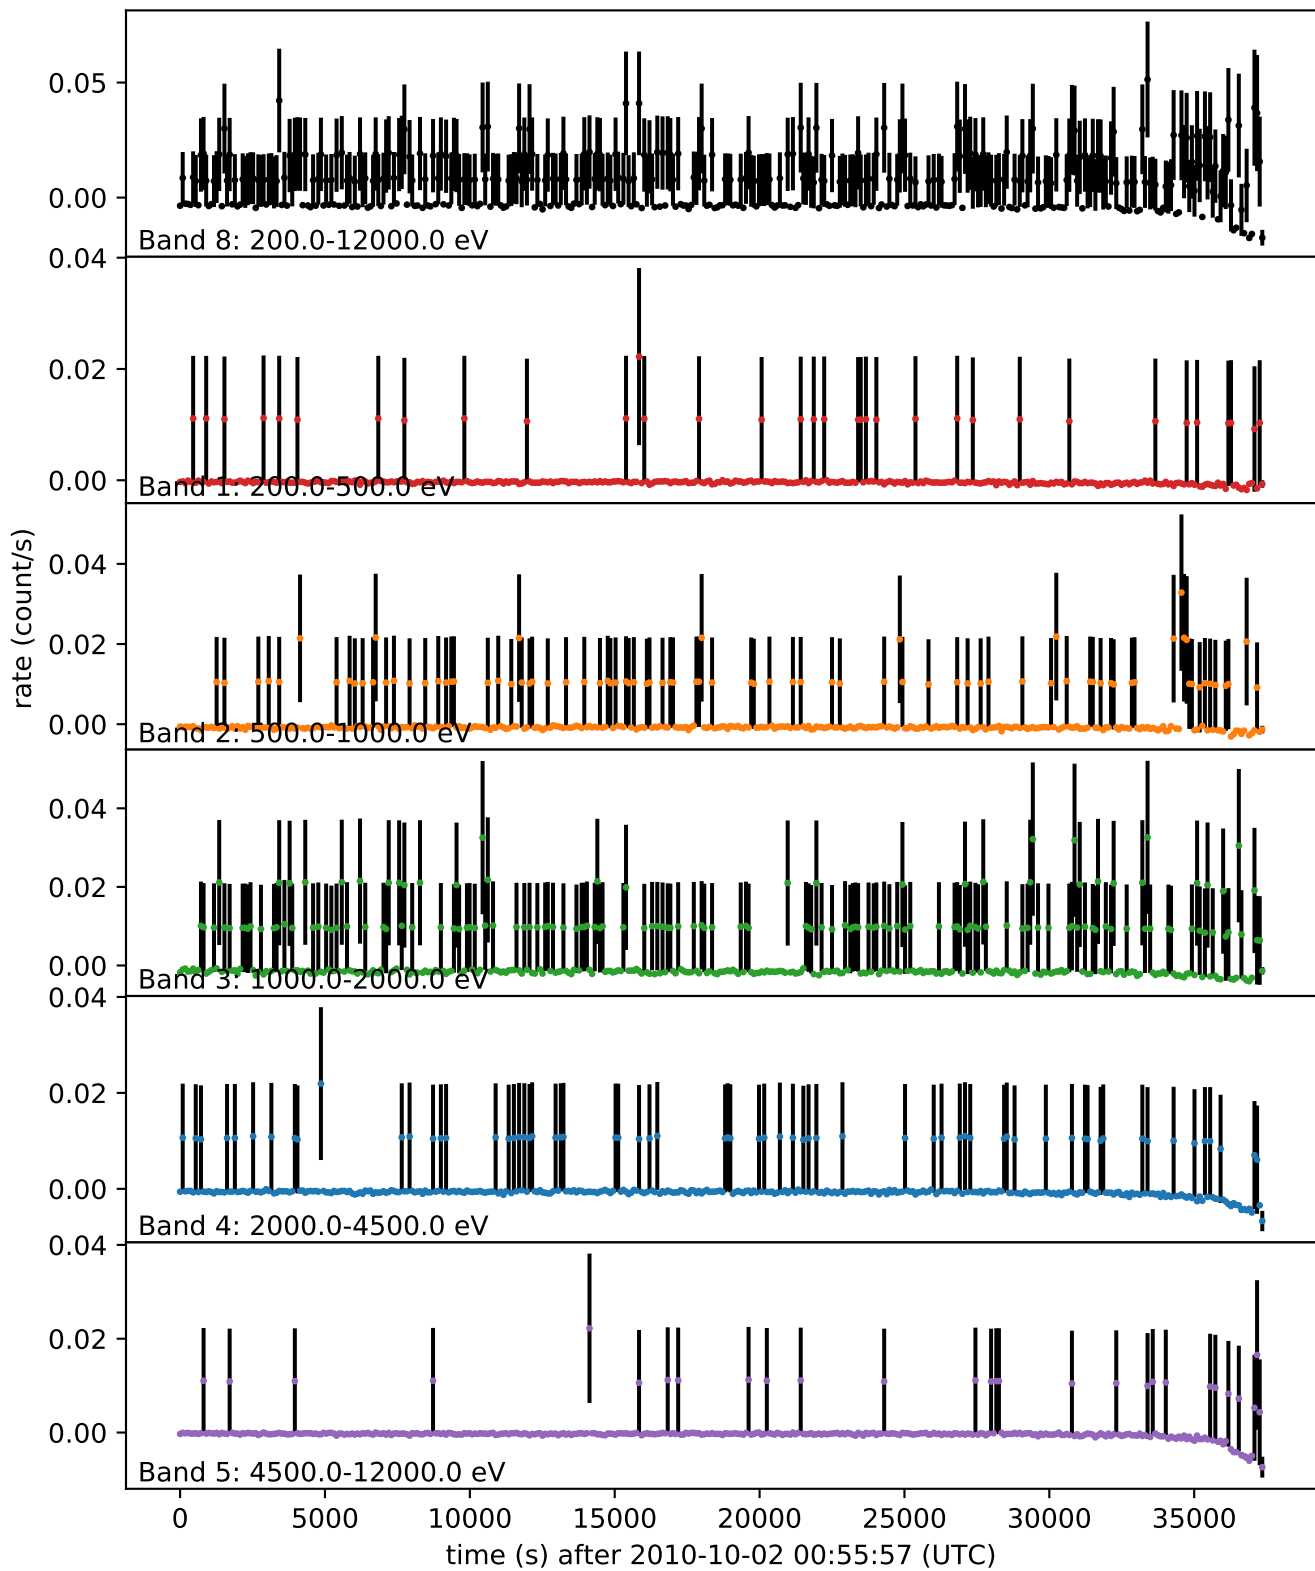 0.05
0.00
Band 8: 200.0-12000.0 eV
0.04
0.02
0.00
Band 1: 200.0-500.0 eV
0.04
0.02
0.00
Band 2: 500.0-1000.0 eV
rate (count/s)
0.04
0.02
0.00
Band 3: 1000.0-2000.0 eV
0.04
0.02
0.00
Band 4: 2000.0-4500.0 eV
0.04
0.02
0.00
Band 5: 4500.0-12000.0 eV
0 5000 10000 15000 20000 25000 30000 35000
time (s) after 2010-10-02 00:55:57 (UTC)